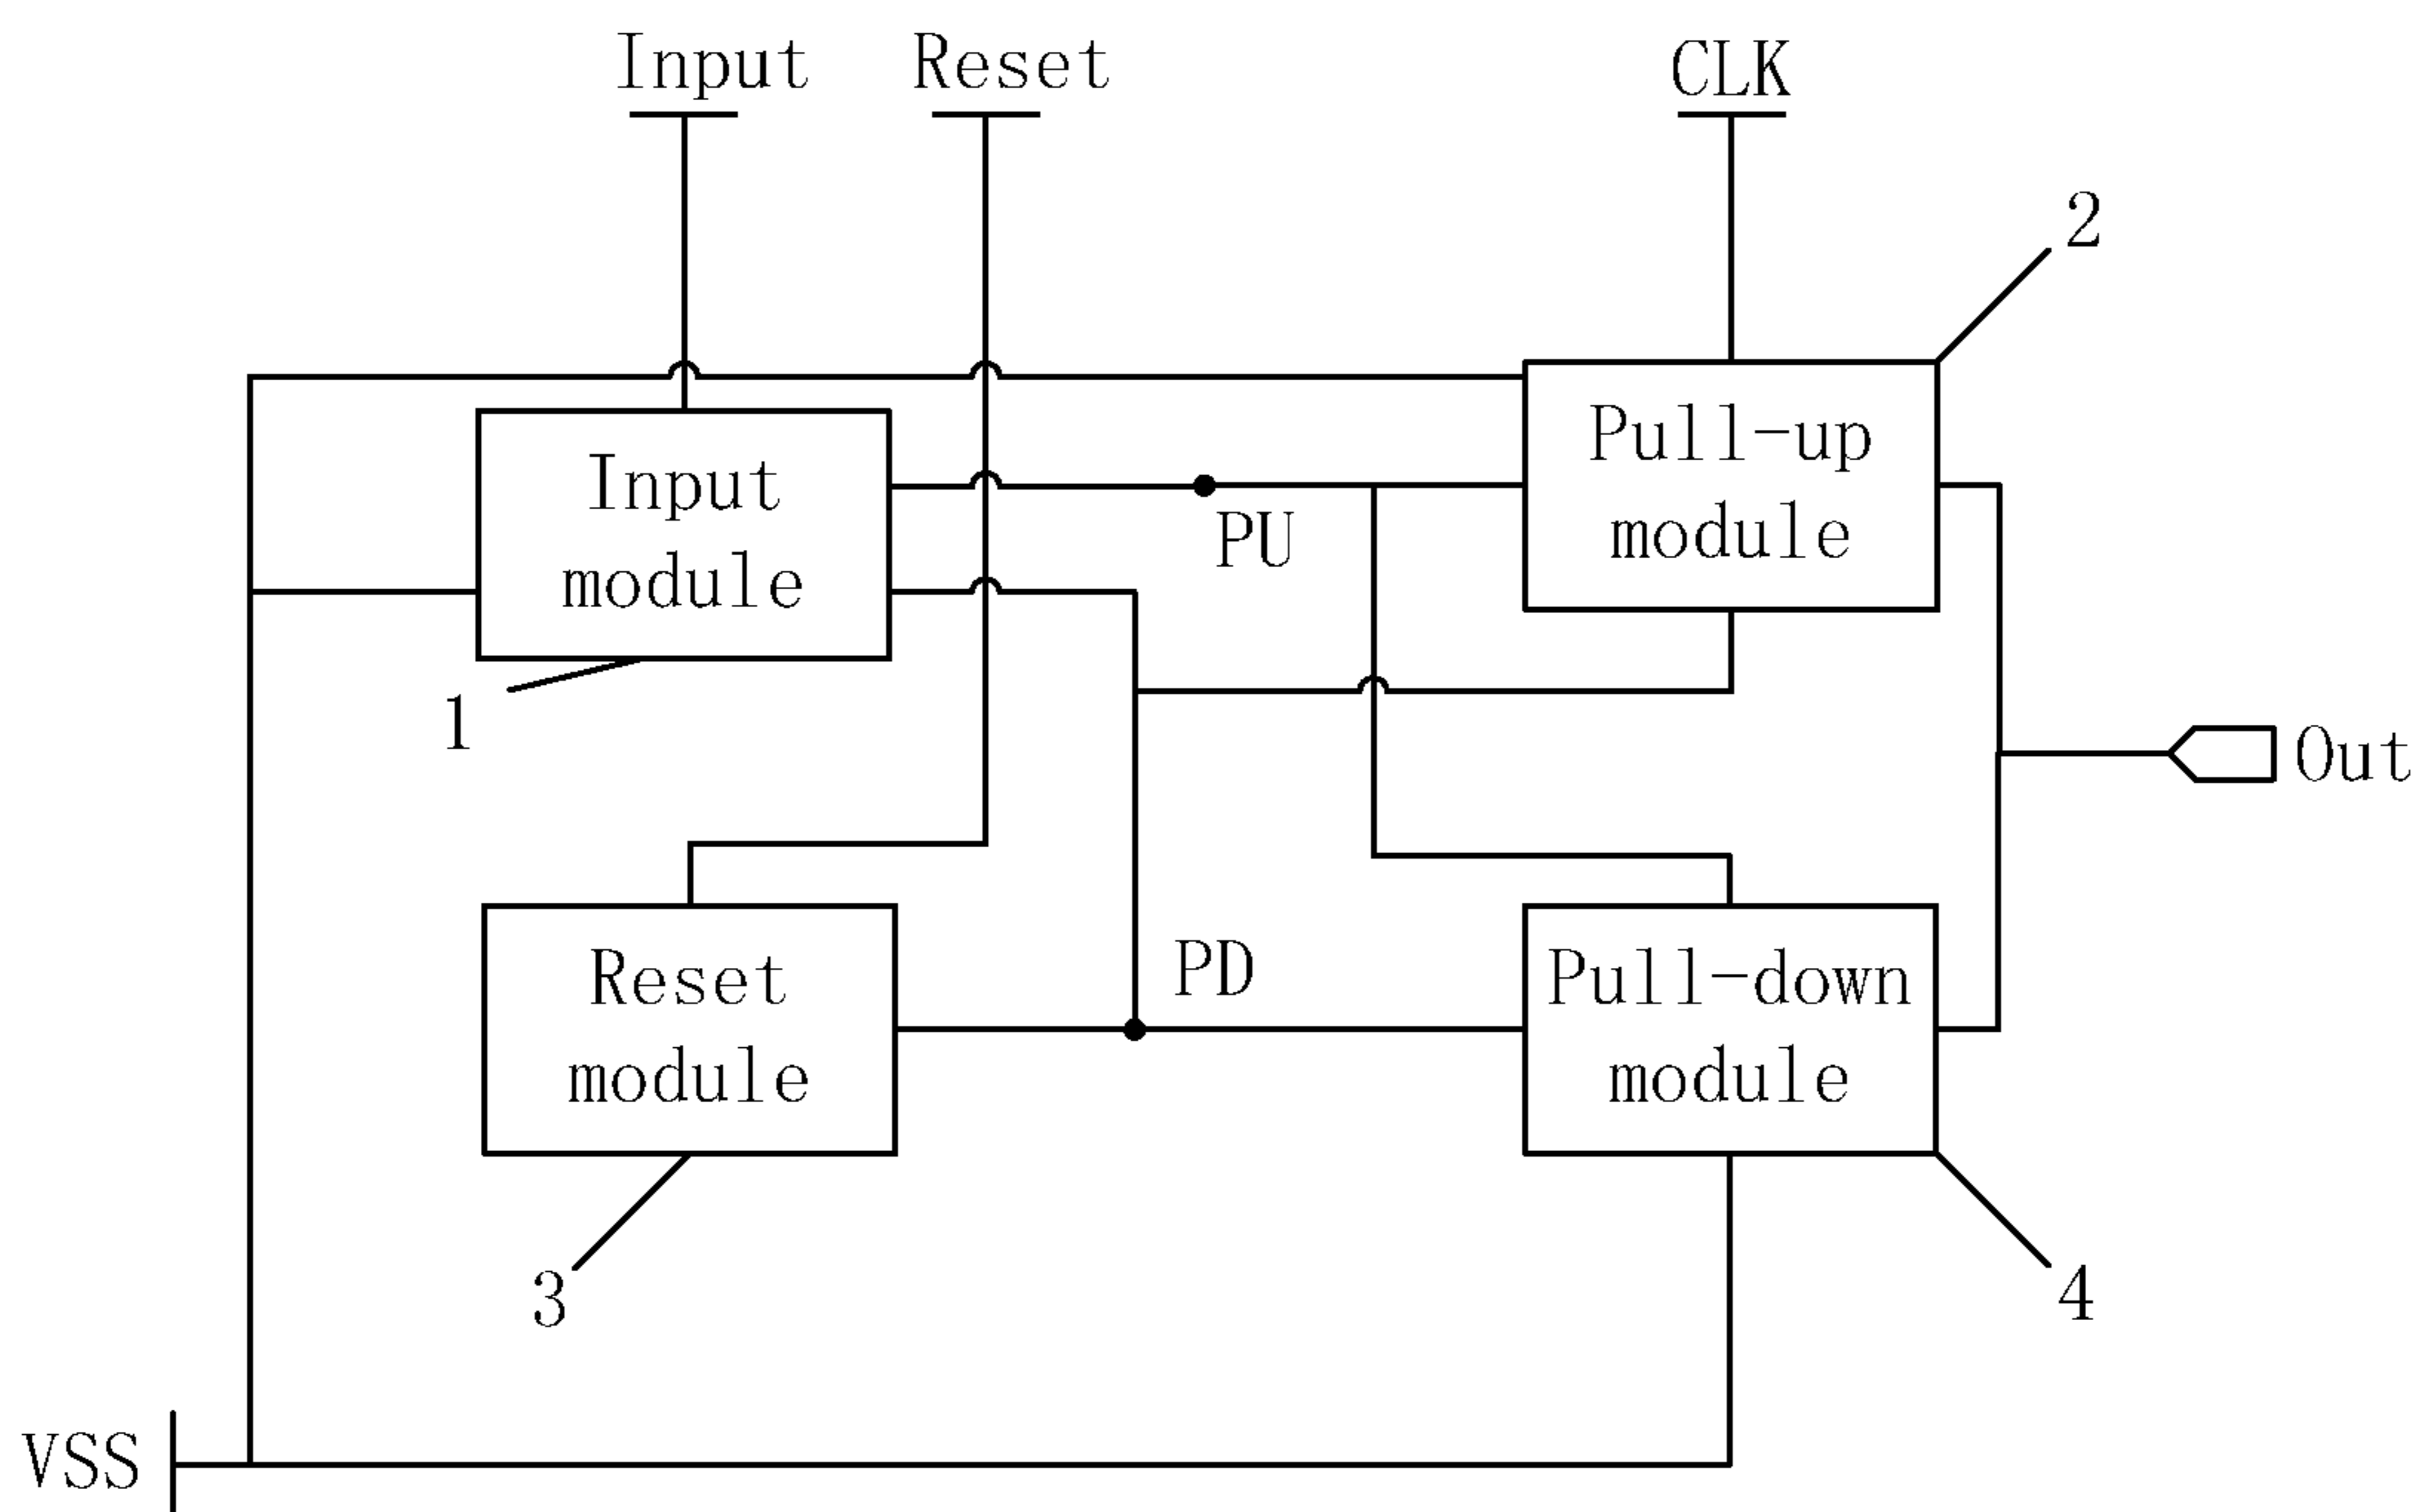 Input
Reset
CLK
2
Pull-up
module
Input
module
PU
1
Out
Reset
module
PD
Pull-down
module
3
4
VSS